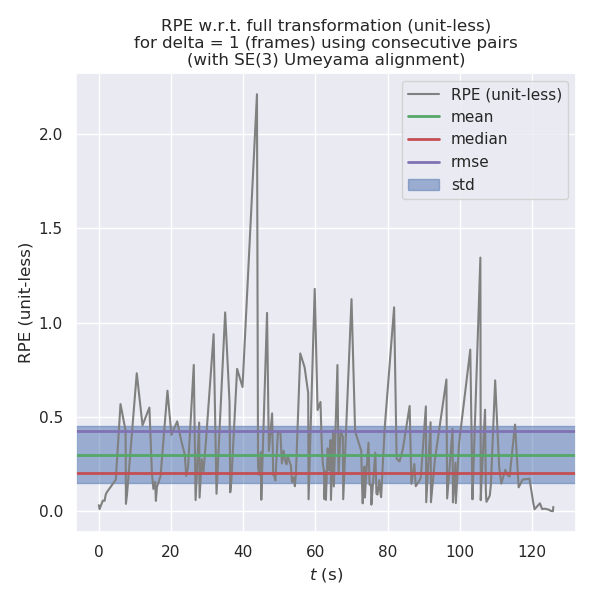 RPE w.r.t. full transformation (unit-less)
for delta = 1 (frames) using consecutive pairs
(with SE(3) Umeyama alignment)
RPE (unit-less)
mean
median
rmse
std
2.0
1.5
1.0
0.5
0.0
RPE (unit-less)
0 20 40 60 80 100 120
t (s)